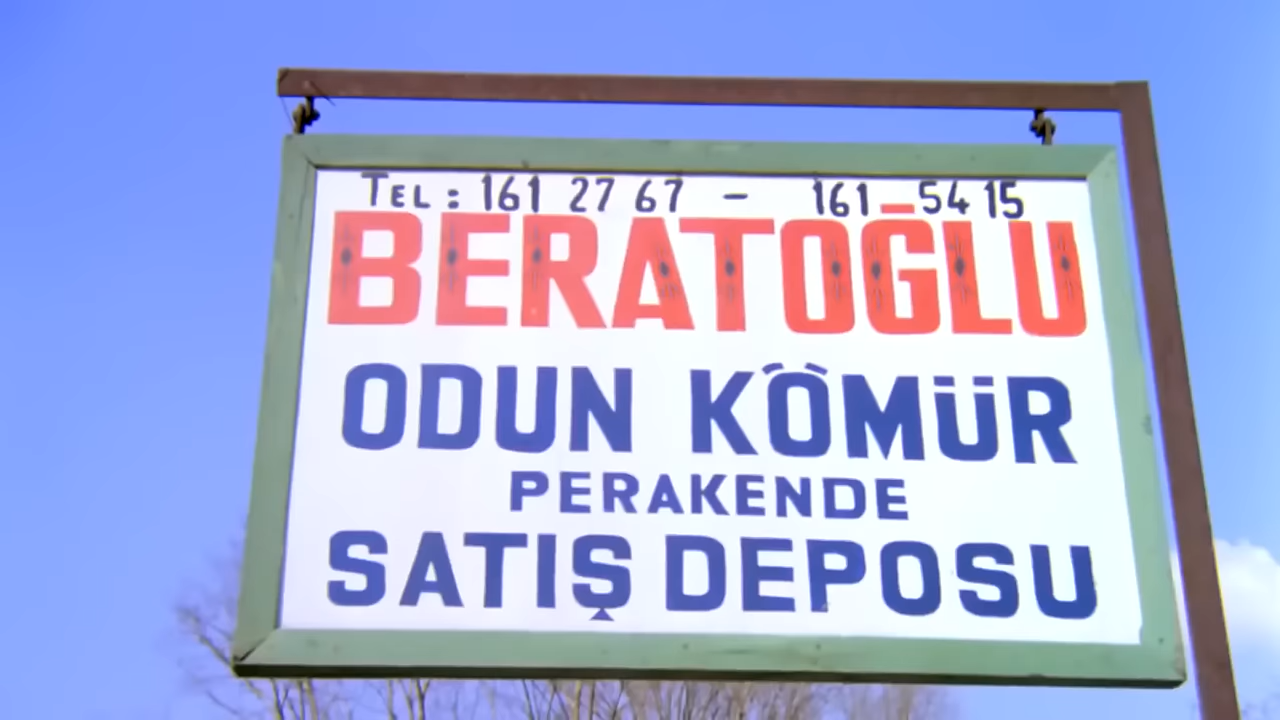 TEL: 161 27 67 - 161 54 15
BERATOĞLU
ODUN KÖMÜR
PERAKENDE
SATIŞ DEPOSU